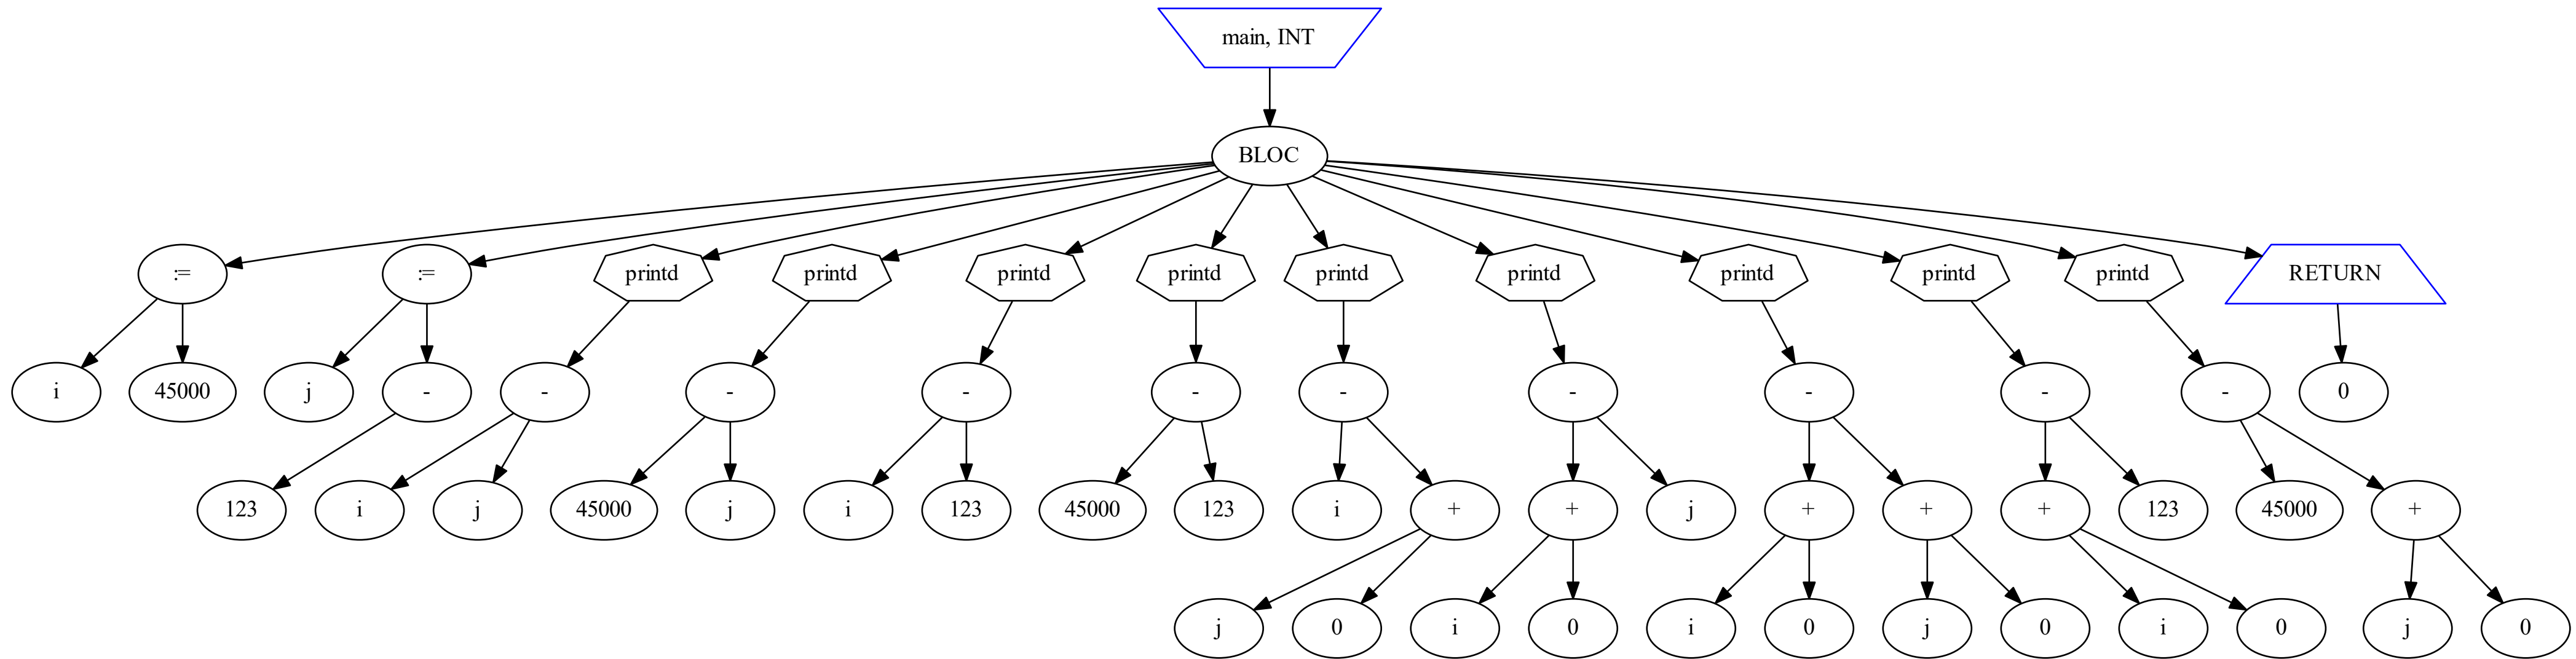 main, INT
BLOC
:= := printd printd printd printd printd printd printd printd printd RETURN
i 45000 j - - - - - - - - - - 0
123 i j 45000 j i 123 45000 123 i + + j + + + 123 45000 +
j 0 i 0 i 0 j 0 i 0 j 0